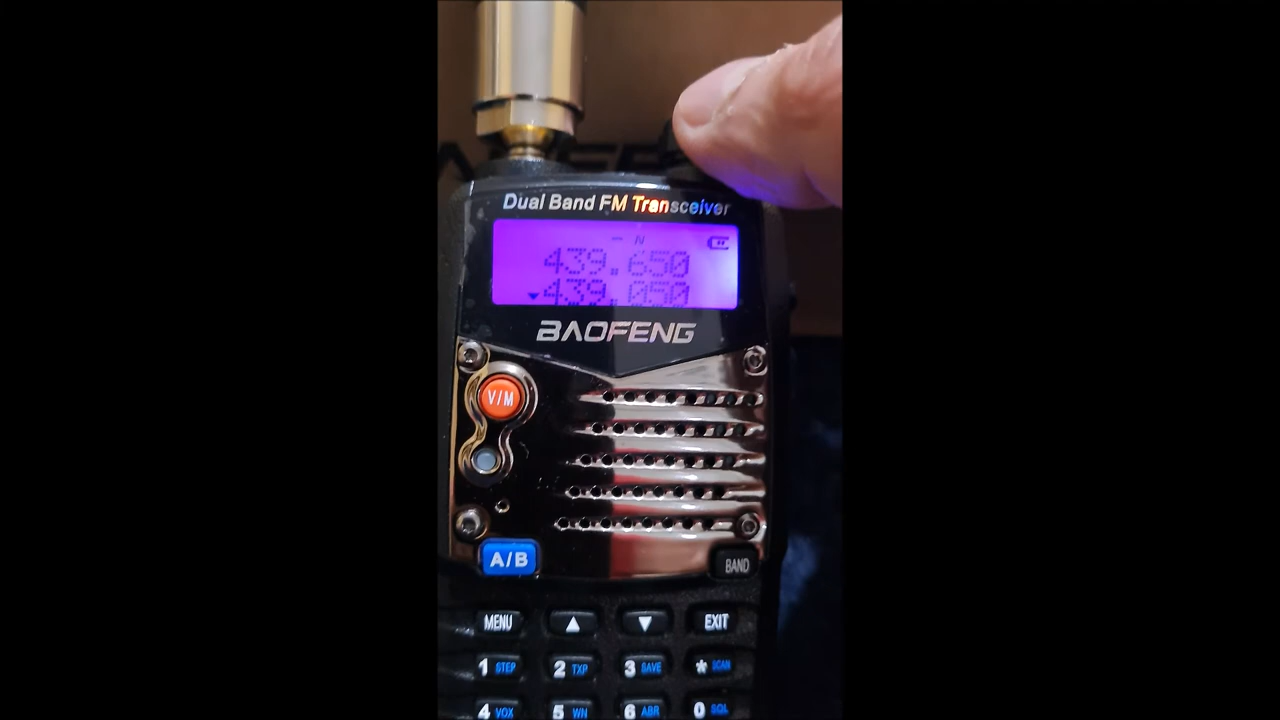 Dual Band FM Transceiver
— N
439.650
439.050
BAOFENG
V/M
A/B
BAND
MENU ▲ ▼ EXIT
1 STEP 2 TXP 3 SAVE * SCAN
4 VOX 5 WN 6 ABR 0 SQL